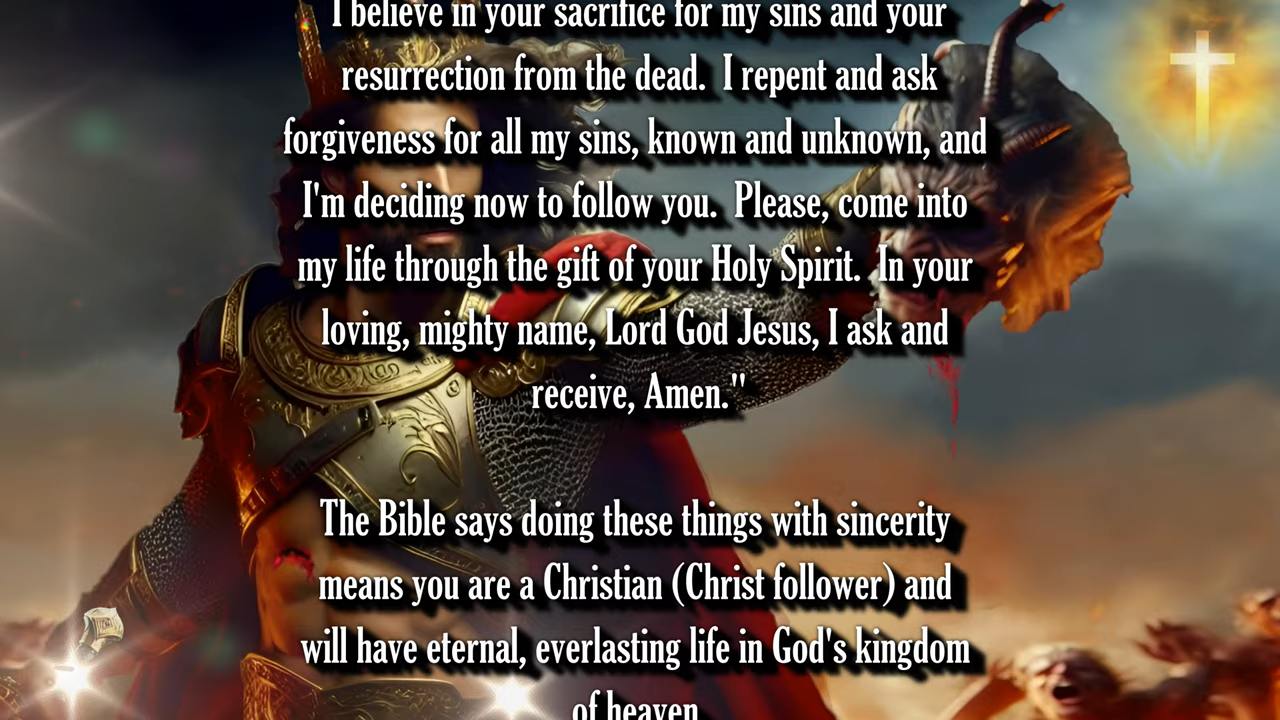 I believe in your sacrifice for my sins and your
resurrection from the dead.  I repent and ask
forgiveness for all my sins, known and unknown, and
I'm deciding now to follow you.  Please, come into
my life through the gift of your Holy Spirit.  In your
loving, mighty name, Lord God Jesus, I ask and
receive, Amen."
The Bible says doing these things with sincerity
means you are a Christian (Christ follower) and
will have eternal, everlasting life in God's kingdom
of heaven